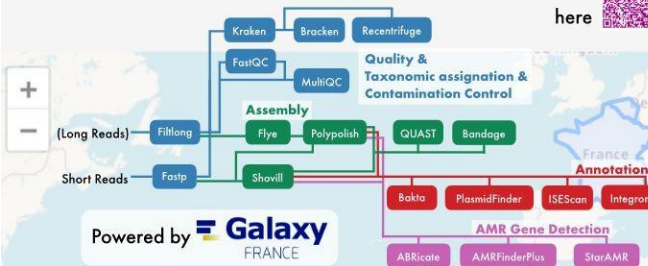 here
Kraken
Bracken
Recentrifuge
FastQC
MultiQC
Quality &
Taxonomic assignation &
Contamination Control
+
−
Assembly
(Long Reads)
Filtlong
Flye
Polypolish
QUAST
Bandage
France
Annotation
Short Reads
Fastp
Shovill
Bakta
PlasmidFinder
ISEScan
Integron
Powered by
Galaxy
FRANCE
AMR Gene Detection
ABRicate
AMRFinderPlus
StarAMR